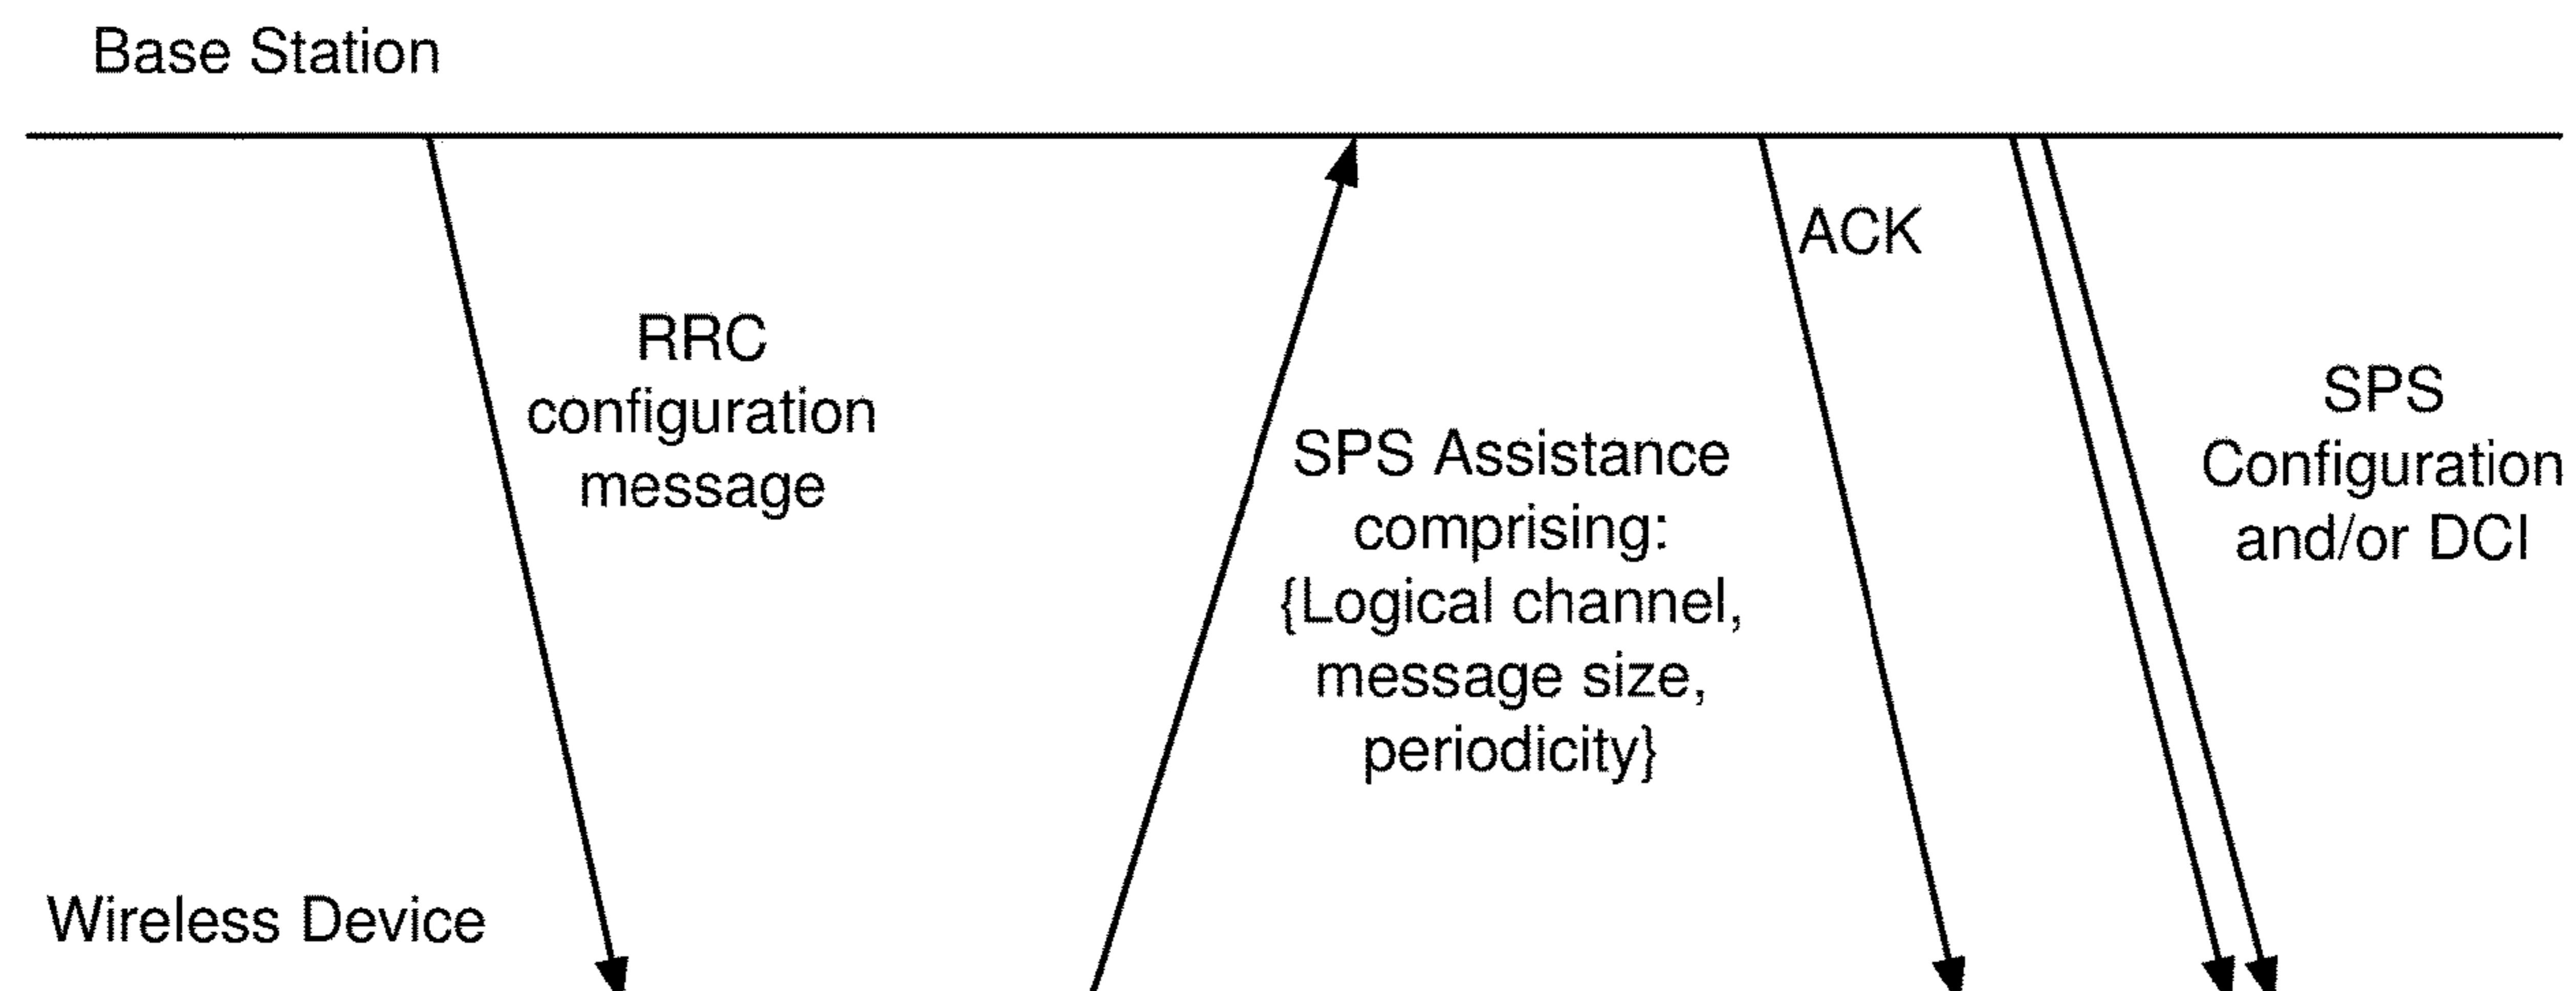 Base Station
RRC
configuration
message
SPS Assistance
comprising:
{Logical channel,
message size,
periodicity}
ACK
SPS
Configuration
and/or DCI
Wireless Device